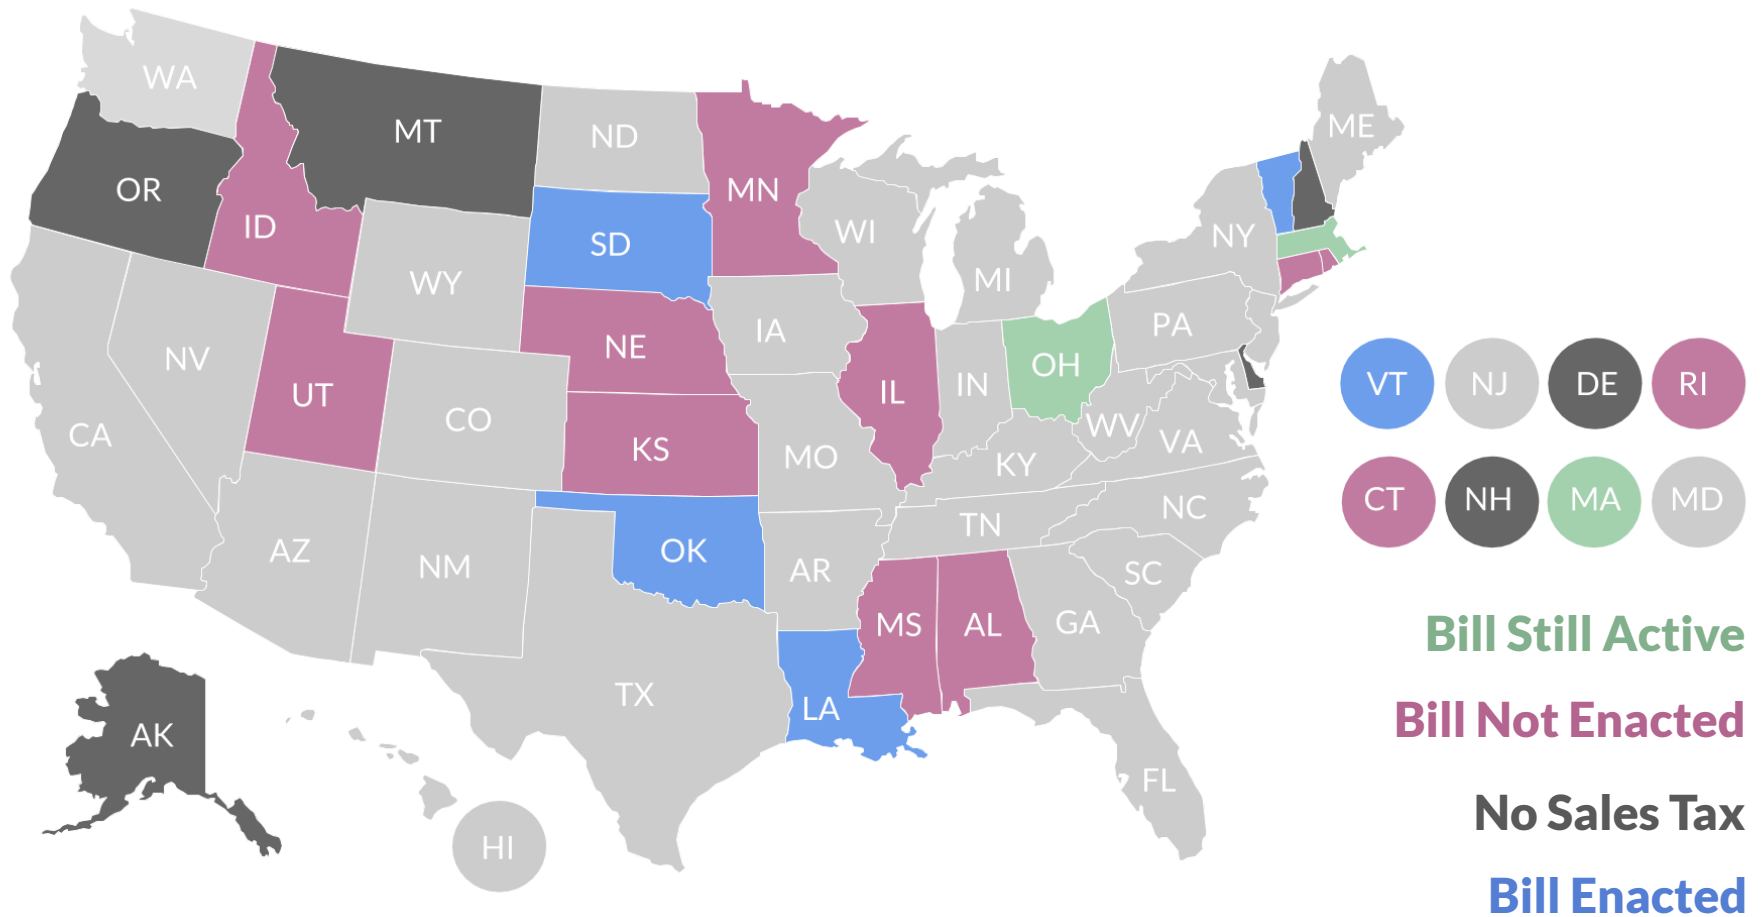 WA
MT
ND
ME
OR
MN
ID
SD
WI
NY
WY
MI
IA
PA
NV
NE
OH
UT
IL
IN
CO
WV
CA
KS
VA
MO
KY
NC
TN
AZ
NM
OK
AR
SC
MS
AL
GA
TX
LA
AK
FL
HI
VT NJ DE RI
CT NH MA MD
Bill Still Active
Bill Not Enacted
No Sales Tax
Bill Enacted